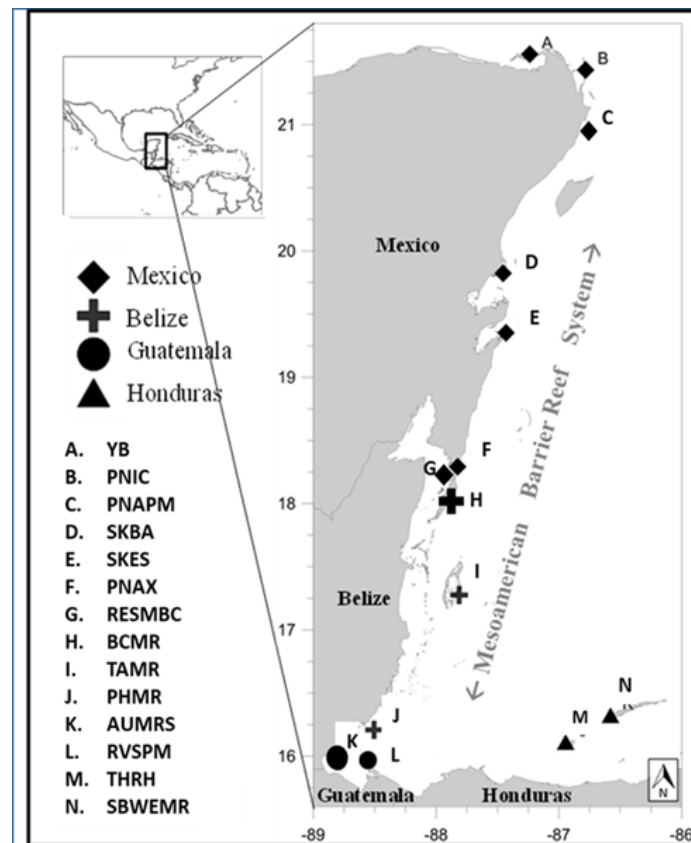 Mexico
Belize
Guatemala
Honduras
A. YB
B. PNIC
C. PNAPM
D. SKBA
E. SKES
F. PNAX
G. RESMBC
H. BCMR
I. TAMR
J. PHMR
K. AUMRS
L. RVSPM
M. THRH
N. SBWEMR
A
B
21
C
20
Mexico
D
E
19
F
G
18
H
I
← Mesoamerican Barrier Reef System →
Belize
17
N
J
M
K
L
16
N
Guatemala
Honduras
-89
-88
-87
-86